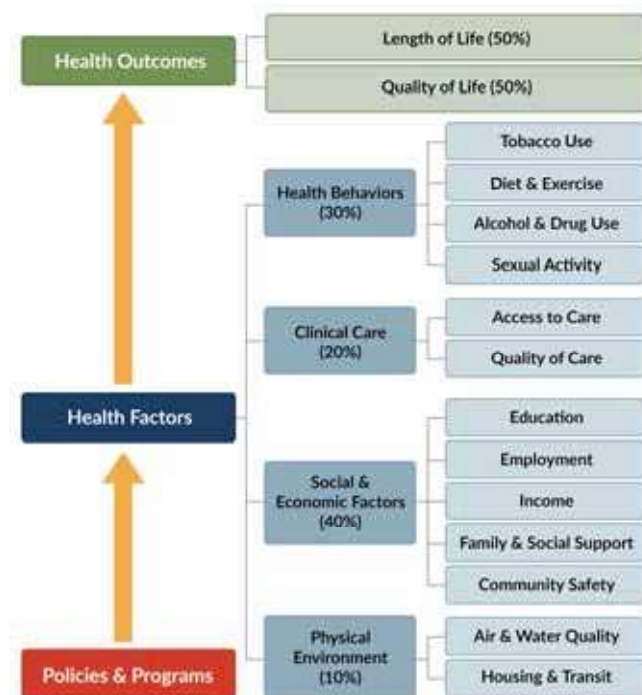 Health Outcomes
Length of Life (50%)
Quality of Life (50%)
Health Factors
Health Behaviors
(30%)
Tobacco Use
Diet & Exercise
Alcohol & Drug Use
Sexual Activity
Clinical Care
(20%)
Access to Care
Quality of Care
Social &
Economic Factors
(40%)
Education
Employment
Income
Family & Social Support
Community Safety
Physical
Environment
(10%)
Air & Water Quality
Housing & Transit
Policies & Programs